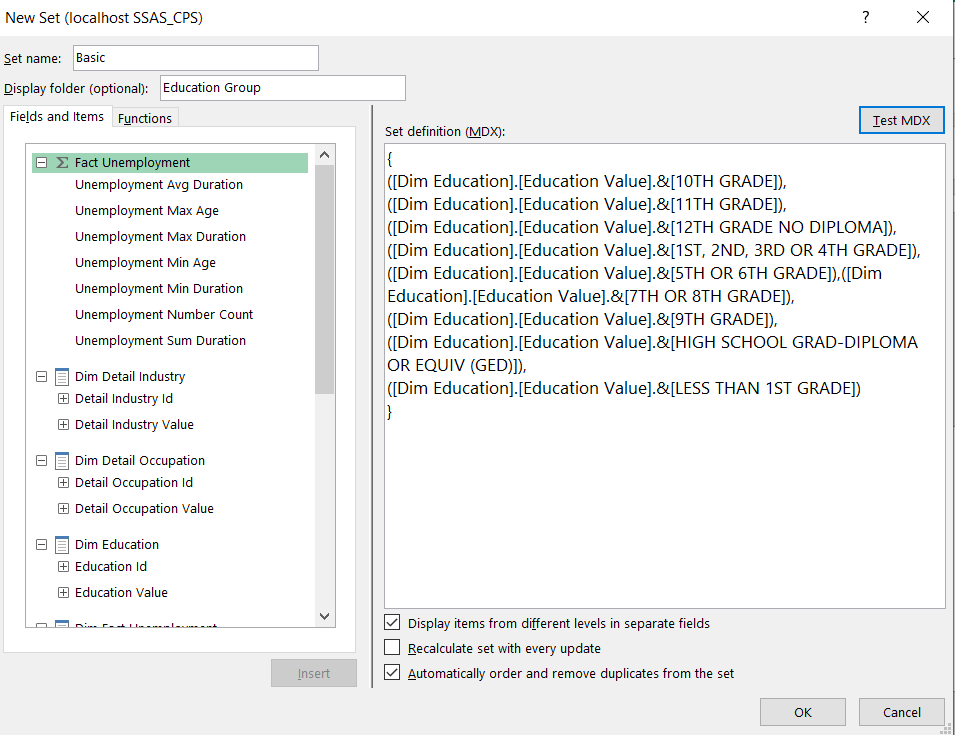 New Set (localhost SSAS_CPS)
?
Set name:
Basic
Display folder (optional):
Education Group
Fields and Items
Functions
Fact Unemployment
Unemployment Avg Duration
Unemployment Max Age
Unemployment Max Duration
Unemployment Min Age
Unemployment Min Duration
Unemployment Number Count
Unemployment Sum Duration
Dim Detail Industry
Detail Industry Id
Detail Industry Value
Dim Detail Occupation
Detail Occupation Id
Detail Occupation Value
Dim Education
Education Id
Education Value
Dim Fact Unemployment
Insert
Set definition (MDX):
Test MDX
{
([Dim Education].[Education Value].&[10TH GRADE]),
([Dim Education].[Education Value].&[11TH GRADE]),
([Dim Education].[Education Value].&[12TH GRADE NO DIPLOMA]),
([Dim Education].[Education Value].&[1ST, 2ND, 3RD OR 4TH GRADE]),
([Dim Education].[Education Value].&[5TH OR 6TH GRADE]),([Dim
Education].[Education Value].&[7TH OR 8TH GRADE]),
([Dim Education].[Education Value].&[9TH GRADE]),
([Dim Education].[Education Value].&[HIGH SCHOOL GRAD-DIPLOMA
OR EQUIV (GED)]),
([Dim Education].[Education Value].&[LESS THAN 1ST GRADE])
}
Display items from different levels in separate fields
Recalculate set with every update
Automatically order and remove duplicates from the set
OK
Cancel